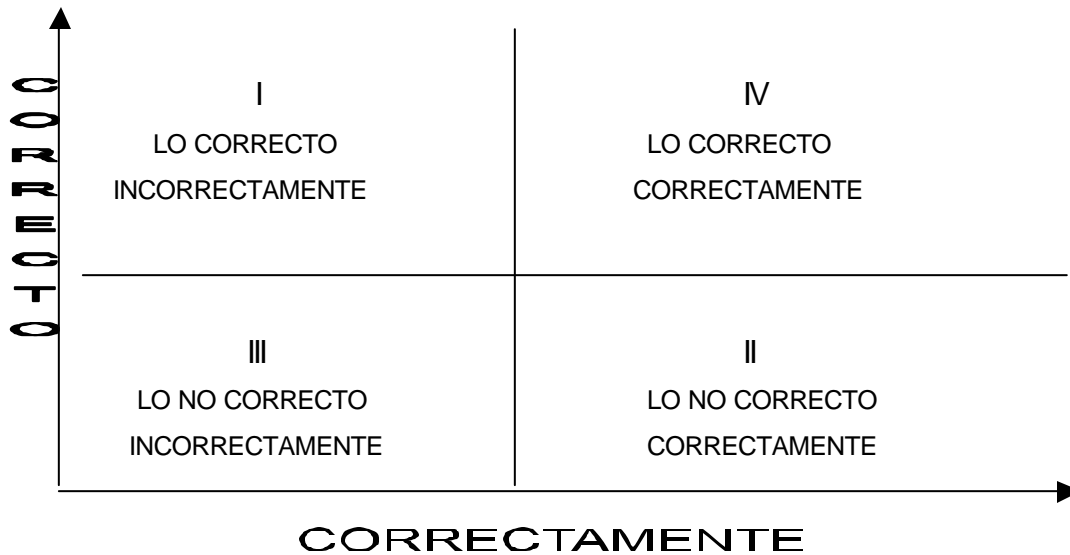 CORRECTO
I
LO CORRECTO
INCORRECTAMENTE
IV
LO CORRECTO
CORRECTAMENTE
III
LO NO CORRECTO
INCORRECTAMENTE
II
LO NO CORRECTO
CORRECTAMENTE
CORRECTAMENTE